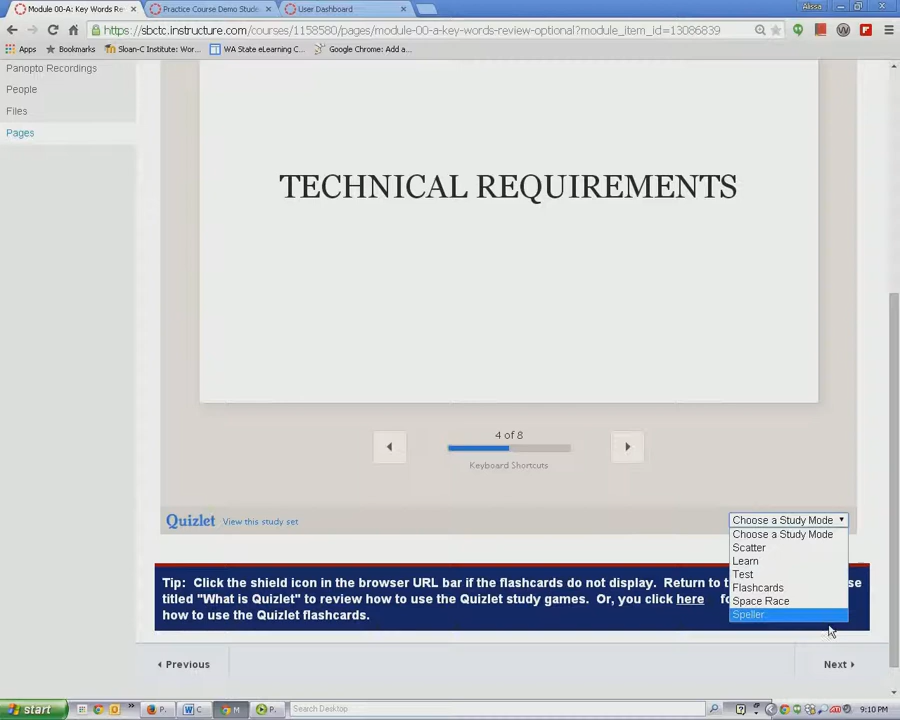 Module 00-A: Key Words Re
Practice Course Demo Stude
User Dashboard
Alissa
https://sbctc.instructure.com/courses/1158580/pages/module-00-a-key-words-review-optional?module_item_id=13086839
Apps
Bookmarks
Sloan-C Institute: Wor...
WA State eLearning C...
Google Chrome: Add a...
Panopto Recordings
People
Files
Pages
TECHNICAL REQUIREMENTS
4 of 8
Keyboard Shortcuts
Quizlet
View this study set
Choose a Study Mode
Choose a Study Mode
Scatter
Learn
Test
Flashcards
Space Race
Speller
Tip: Click the shield icon in the browser URL bar if the flashcards do not display. Return to t
se
titled "What is Quizlet" to review how to use the Quizlet study games. Or, you click here fo
how to use the Quizlet flashcards.
Previous
Next
start
P..
C
M
P..
Search Desktop
9:10 PM